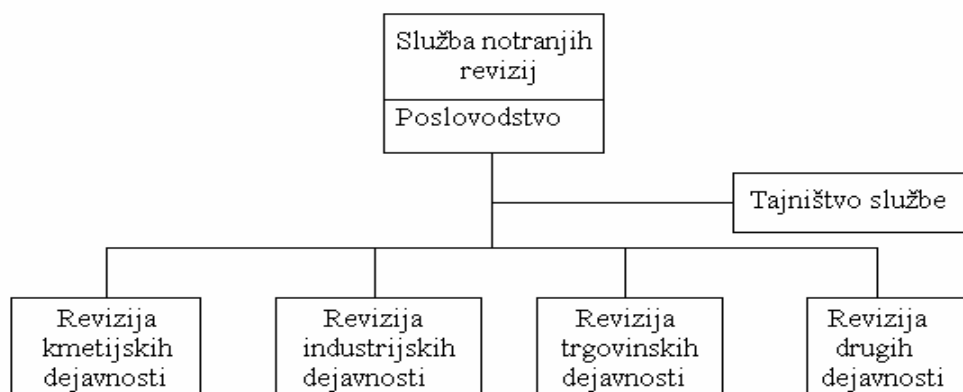 Služba notranjih
revizij
Poslovodstvo
Tajništvo službe
Revizija
kmetijskih
dejavnosti
Revizija
industrijskih
dejavnosti
Revizija
trgovinskih
dejavnosti
Revizija
drugih
dejavnosti